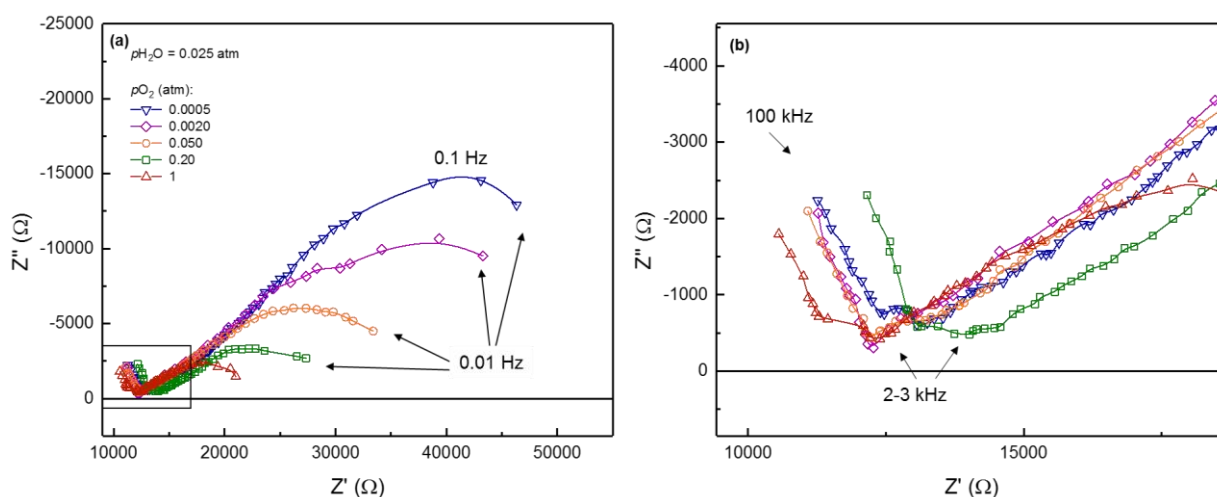 (a)
pH₂O = 0.025 atm
pO₂ (atm):
0.0005
0.0020
0.050
0.20
1
0.1 Hz
0.01 Hz
-25000
-20000
-15000
-10000
-5000
0
Z'' (Ω)
10000 20000 30000 40000 50000
Z' (Ω)
(b)
100 kHz
2-3 kHz
-4000
-3000
-2000
-1000
0
Z'' (Ω)
10000 15000
Z' (Ω)